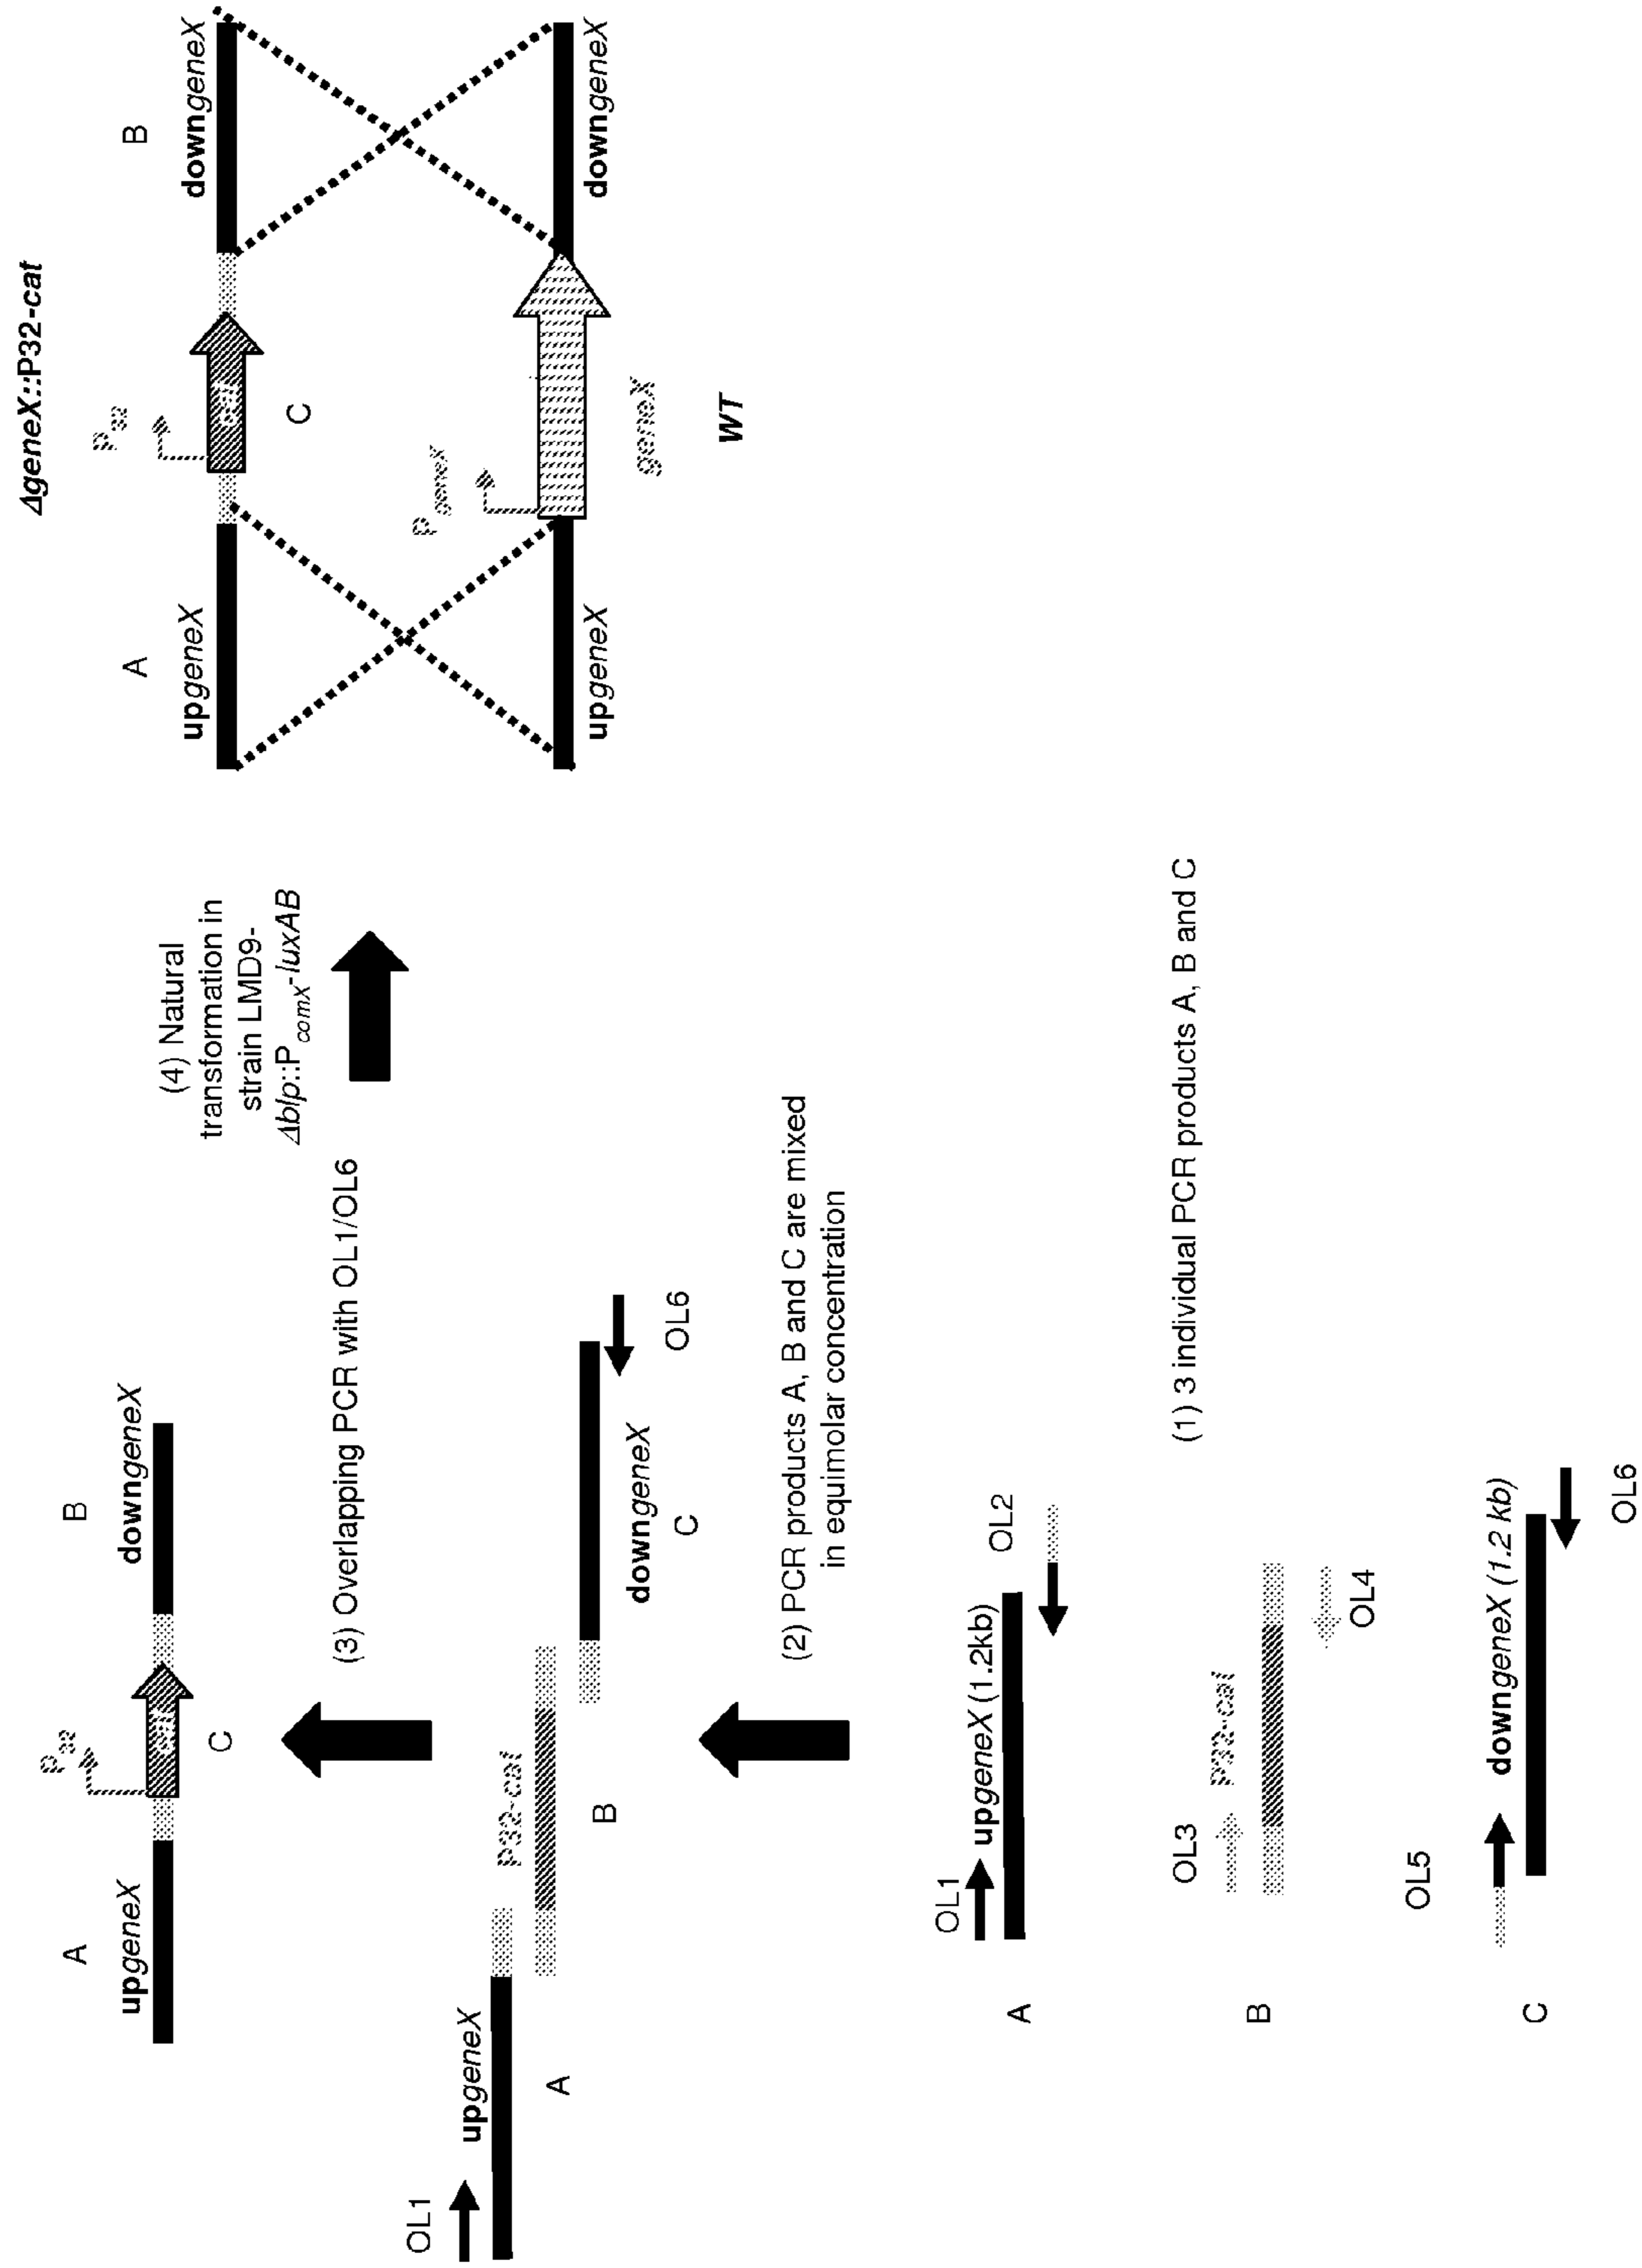 A
upgeneX
P32
cat
C
B
downgeneX
(3) Overlapping PCR with OL1/OL6
OL1
upgeneX
A
P32-cat
B
downgeneX
C
OL6
(2) PCR products A, B and C are mixed
in equimolar concentration
A
OL1
upgeneX (1.2kb)
OL2
B
OL3
P32-cat
OL4
C
OL5
downgeneX (1.2 kb)
OL6
(1) 3 individual PCR products A, B and C
(4) Natural
transformation in
strain LMD9-
Δblp::PcomX-luxAB
ΔgeneX::P32-cat
A
upgeneX
P32
cat
C
B
downgeneX
PgeneX
upgeneX
geneX
downgeneX
WT